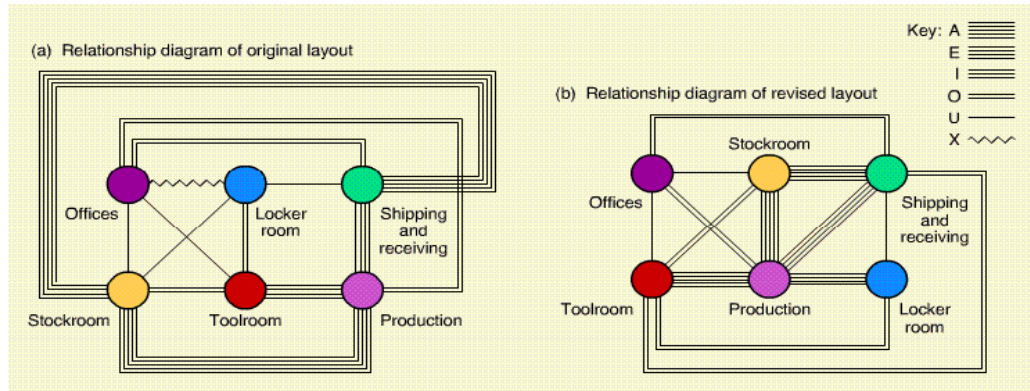 (a) Relationship diagram of original layout
Offices
Locker
room
Shipping
and
receiving
Stockroom
Toolroom
Production
Key: A
E
I
O
U
X
(b) Relationship diagram of revised layout
Stockroom
Offices
Shipping and
receiving
Toolroom
Production
Locker
room